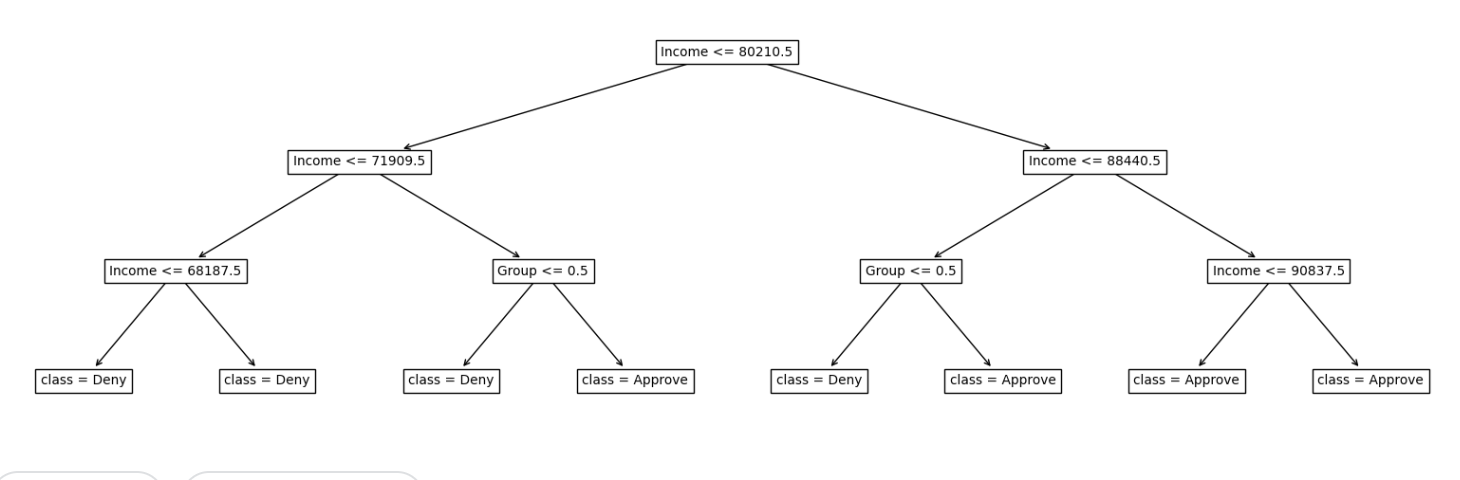 Income <= 80210.5
Income <= 71909.5
Income <= 88440.5
Income <= 68187.5
Group <= 0.5
Group <= 0.5
Income <= 90837.5
class = Deny
class = Deny
class = Deny
class = Approve
class = Deny
class = Approve
class = Approve
class = Approve